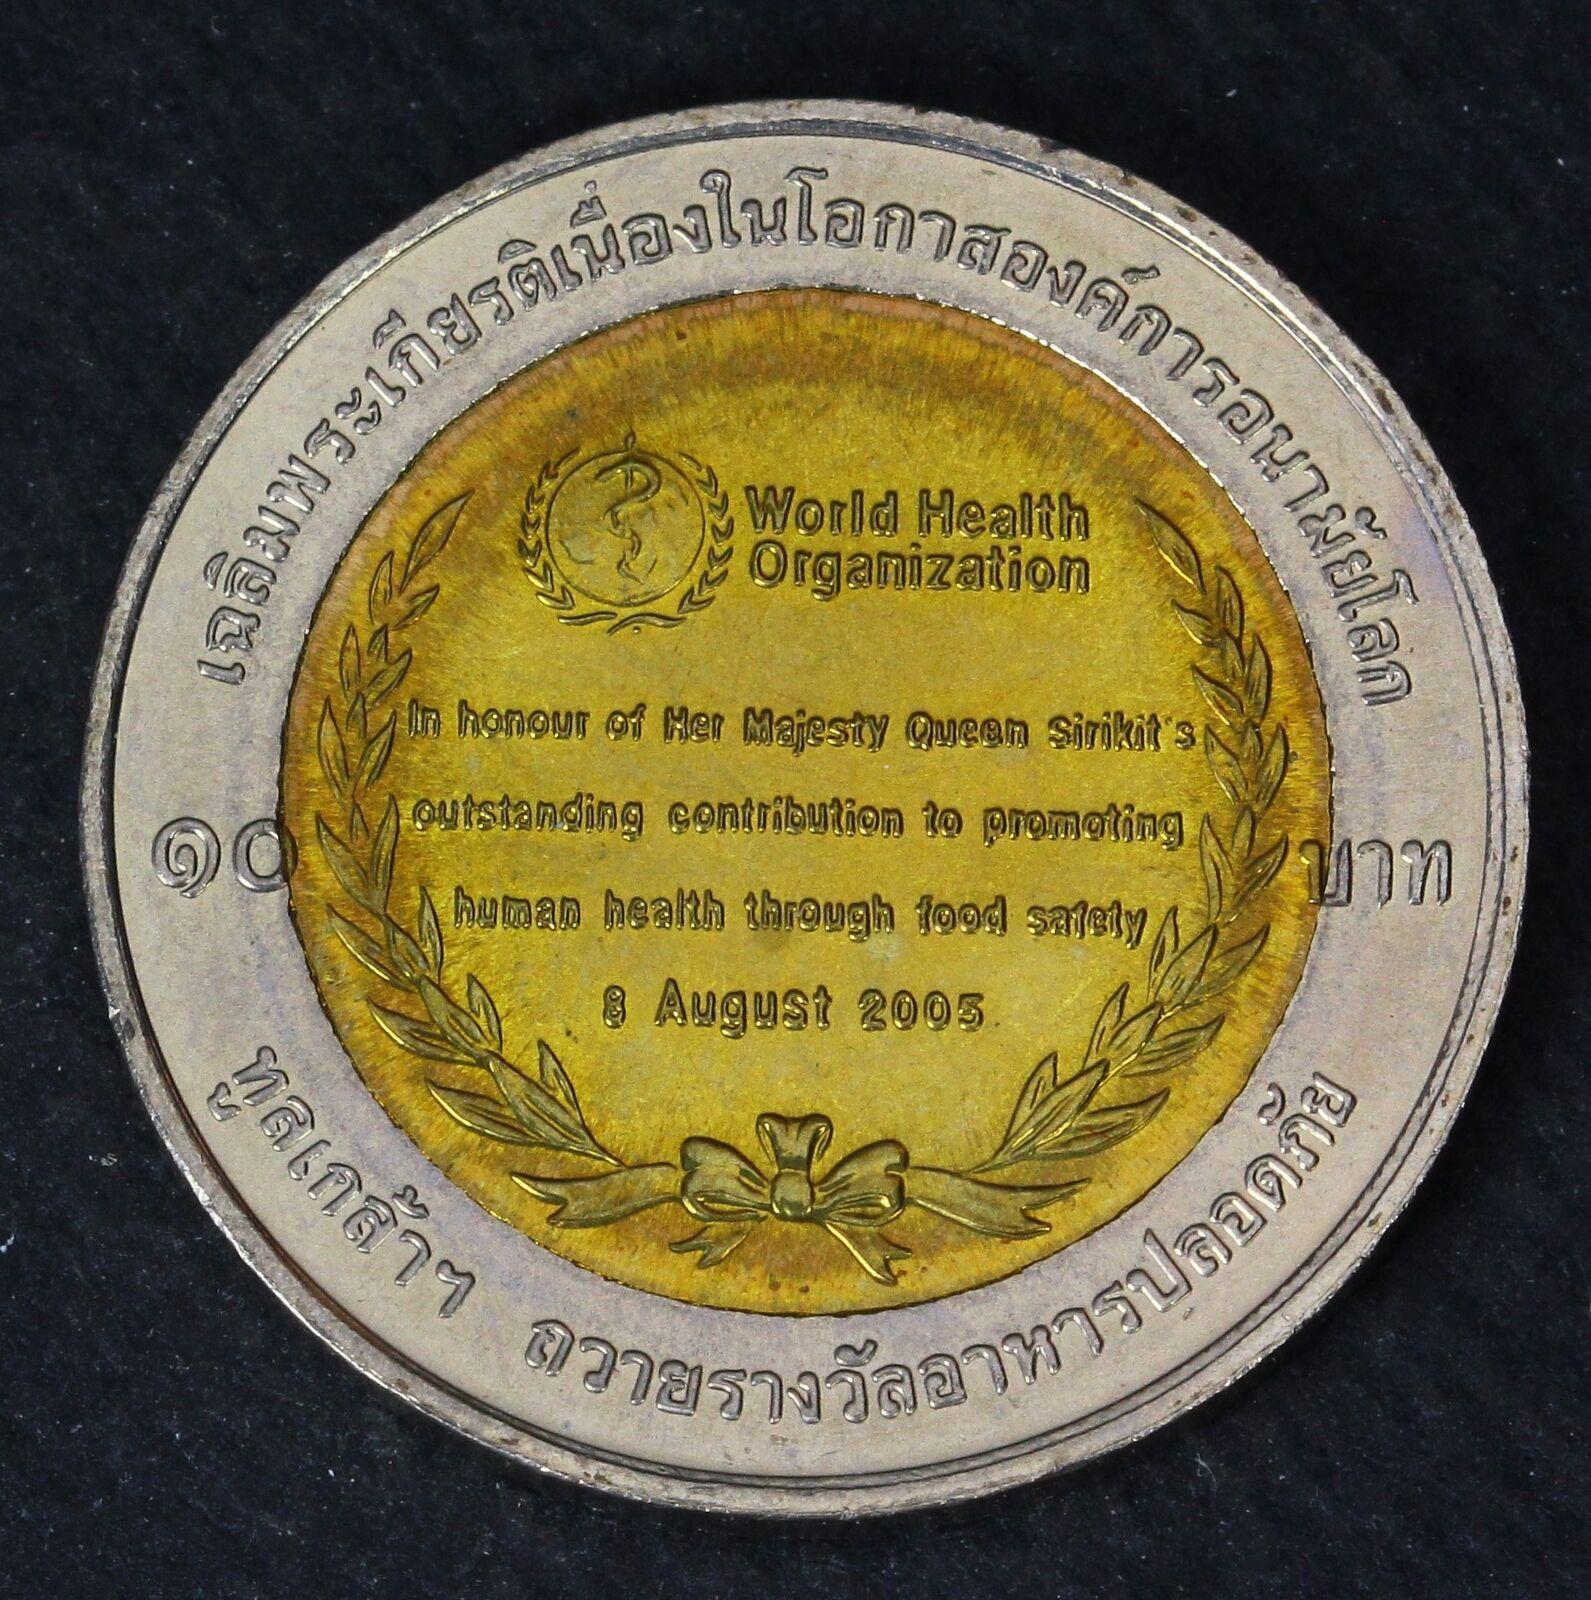 เฉลิมพระเกียรติเนื่องในโอกาสองค์การอนามัยโลก
World Health
Organization
In honour of Her Majesty Queen Sirikit's
outstanding contribution to promoting
๑๐ บาท
human health through food safety
8 August 2005
ทูลเกล้าฯ ถวายรางวัลอาหารปลอดภัย